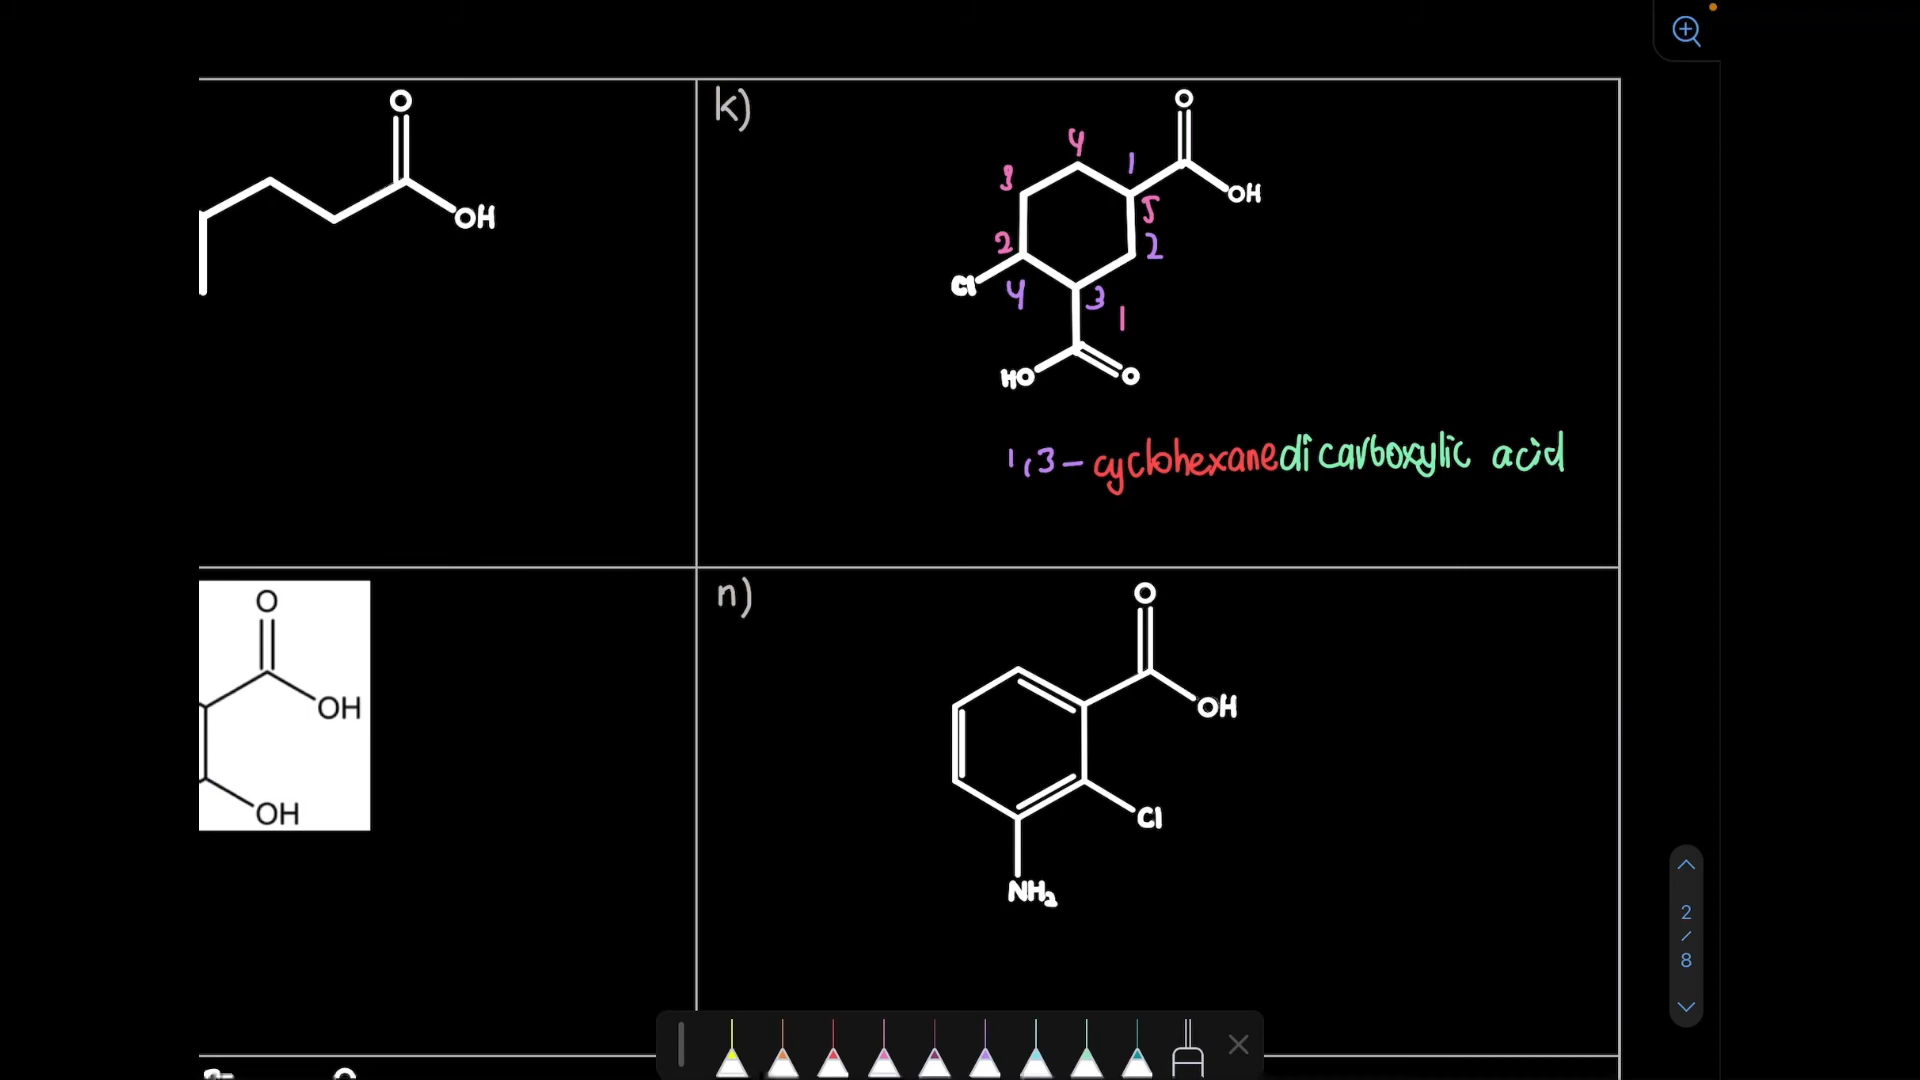 O
OH
k)
O
4
1
3
OH
5
2
2
Cl
4
3
1
HO
O
1,3-cyclohexanedicarboxylic acid
O
OH
OH
n)
O
OH
Cl
NH2
2
/
8